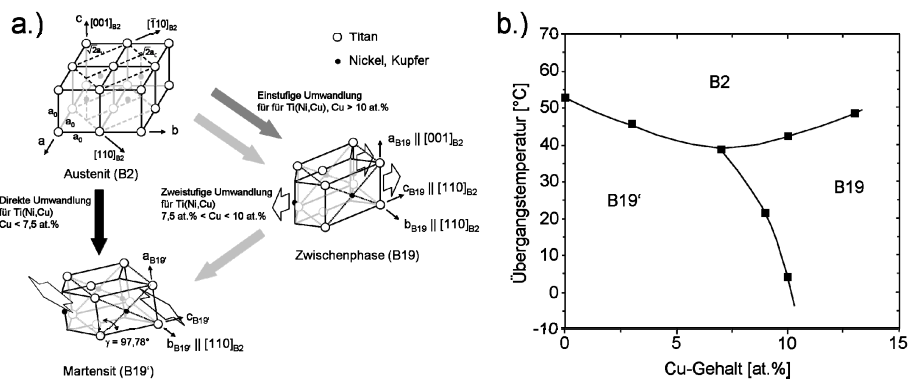 a.)
c
[001]B2
[1̄10]B2
√2a0
√2a0
Titan
Nickel, Kupfer
a0
a0
a0
a
b
[110]B2
Austenit (B2)
Einstufige Umwandlung
für für Ti(Ni,Cu), Cu > 10 at.%
Direkte Umwandlung
für Ti(Ni,Cu)
Cu < 7,5 at.%
Zweistufige Umwandlung
für Ti(Ni,Cu)
7,5 at.% < Cu < 10 at.%
aB19 || [001]B2
cB19 || [110]B2
bB19 || [110]B2
Zwischenphase (B19)
aB19'
cB19'
γ = 97,78°
bB19' || [110]B2
Martensit (B19')
b.)
Übergangstemperatur [°C]
70
60
50
40
30
20
10
0
-10
B2
B19'
B19
0
5
10
15
Cu-Gehalt [at.%]